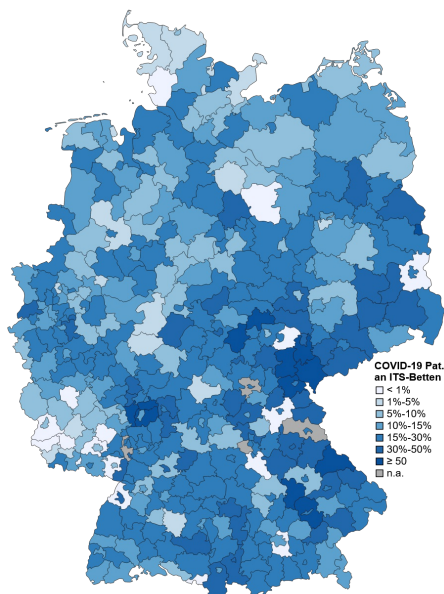 COVID-19 Pat.
an ITS-Betten
< 1%
1%-5%
5%-10%
10%-15%
15%-30%
30%-50%
≥ 50
n.a.